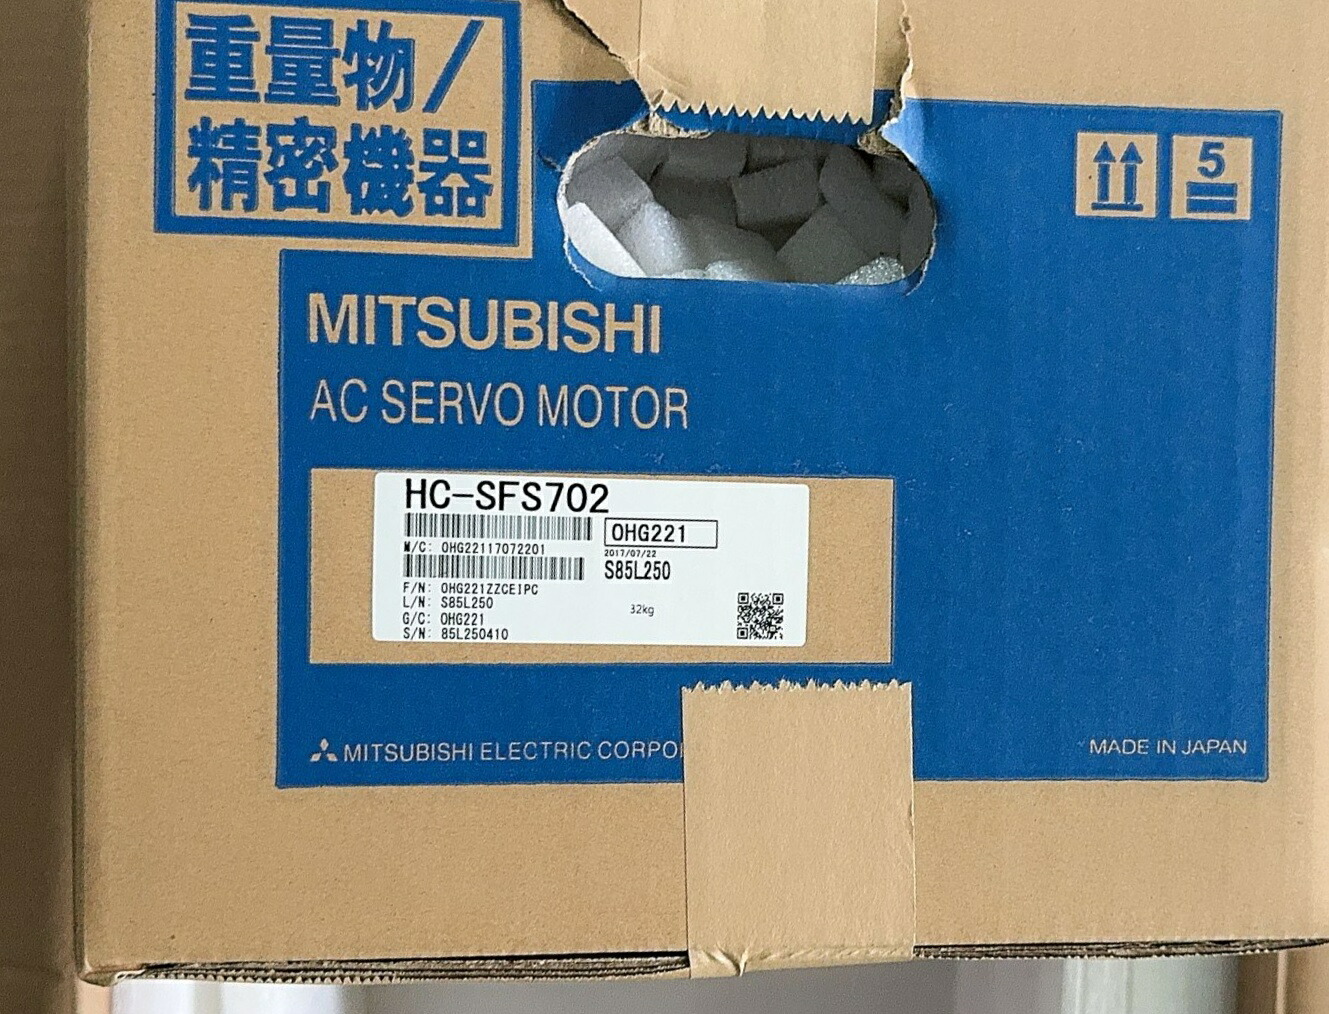 重量物/
精密機器
5
MITSUBISHI
AC SERVO MOTOR
HC-SFS702
OHG221
M/C: OHG22117072201
2017/07/22
S85L250
F/N: OHG221ZZCEIPC
L/N: S85L250
32kg
G/C: OHG221
S/N: 85L250410
MITSUBISHI ELECTRIC CORPO
MADE IN JAPAN